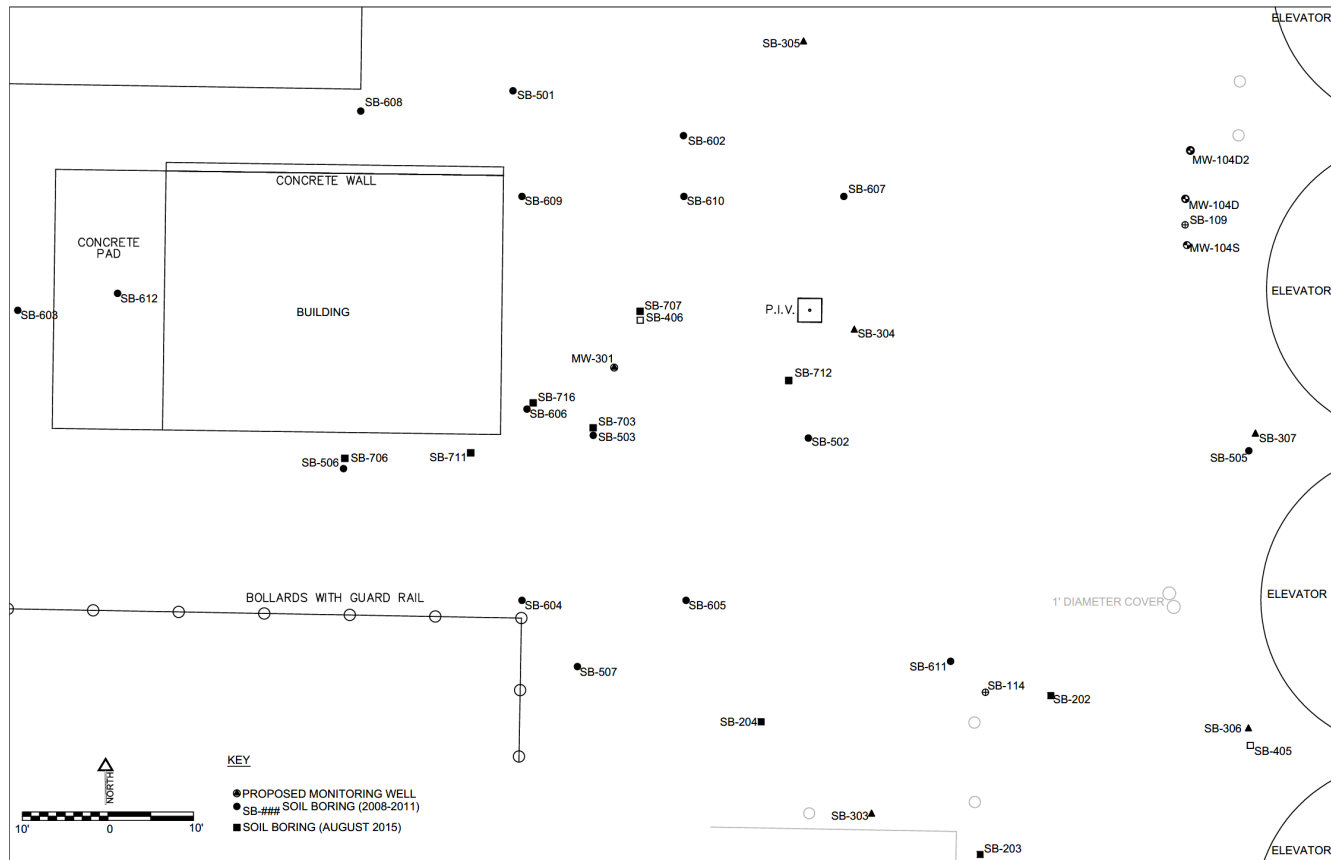 ELEVATOR
SB-305
SB-501
SB-608
SB-602
MW-104D2
CONCRETE WALL
SB-609
SB-610
SB-607
MW-104D
SB-109
CONCRETE
PAD
MW-104S
SB-612
ELEVATOR
SB-603
BUILDING
SB-707
SB-406
P.I.V.
SB-304
MW-301
SB-712
SB-716
SB-606
SB-703
SB-503
SB-502
SB-307
SB-505
SB-506
SB-706
SB-711
BOLLARDS WITH GUARD RAIL
SB-604
SB-605
1' DIAMETER COVER
ELEVATOR
SB-507
SB-611
SB-114
SB-202
SB-204
SB-306
SB-405
KEY
NORTH
PROPOSED MONITORING WELL
SB-### SOIL BORING (2008-2011)
SOIL BORING (AUGUST 2015)
10' 0 10'
SB-303
SB-203
ELEVATOR